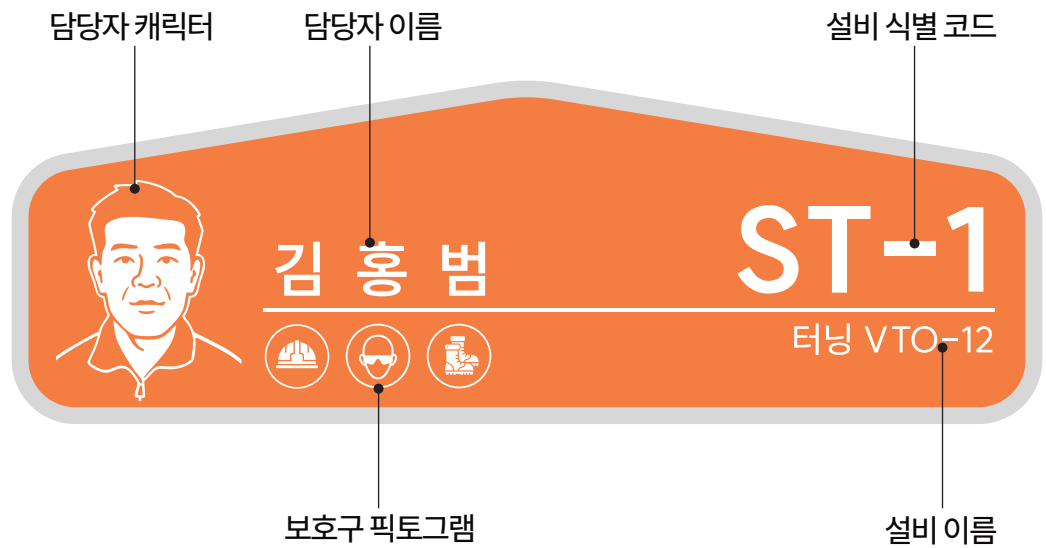 담당자 캐릭터 담당자 이름 설비 식별 코드
김 홍 범 ST-1
터닝 VTO-12
보호구 픽토그램 설비 이름